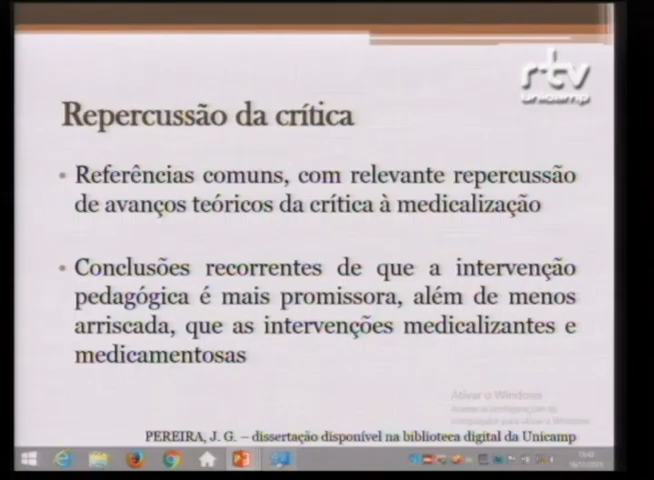 rtv
unicamp
Repercussão da crítica
• Referências comuns, com relevante repercussão
de avanços teóricos da crítica à medicalização
• Conclusões recorrentes de que a intervenção
pedagógica é mais promissora, além de menos
arriscada, que as intervenções medicalizantes e
medicamentosas
Ativar o Windows
PEREIRA, J. G. – dissertação disponível na biblioteca digital da Unicamp